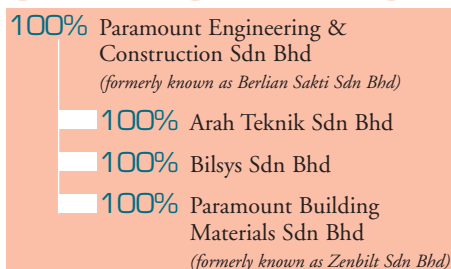 100% Paramount Engineering &
Construction Sdn Bhd
(formerly known as Berlian Sakti Sdn Bhd)
100% Arah Teknik Sdn Bhd
100% Bilsys Sdn Bhd
100% Paramount Building
Materials Sdn Bhd
(formerly known as Zenbilt Sdn Bhd)